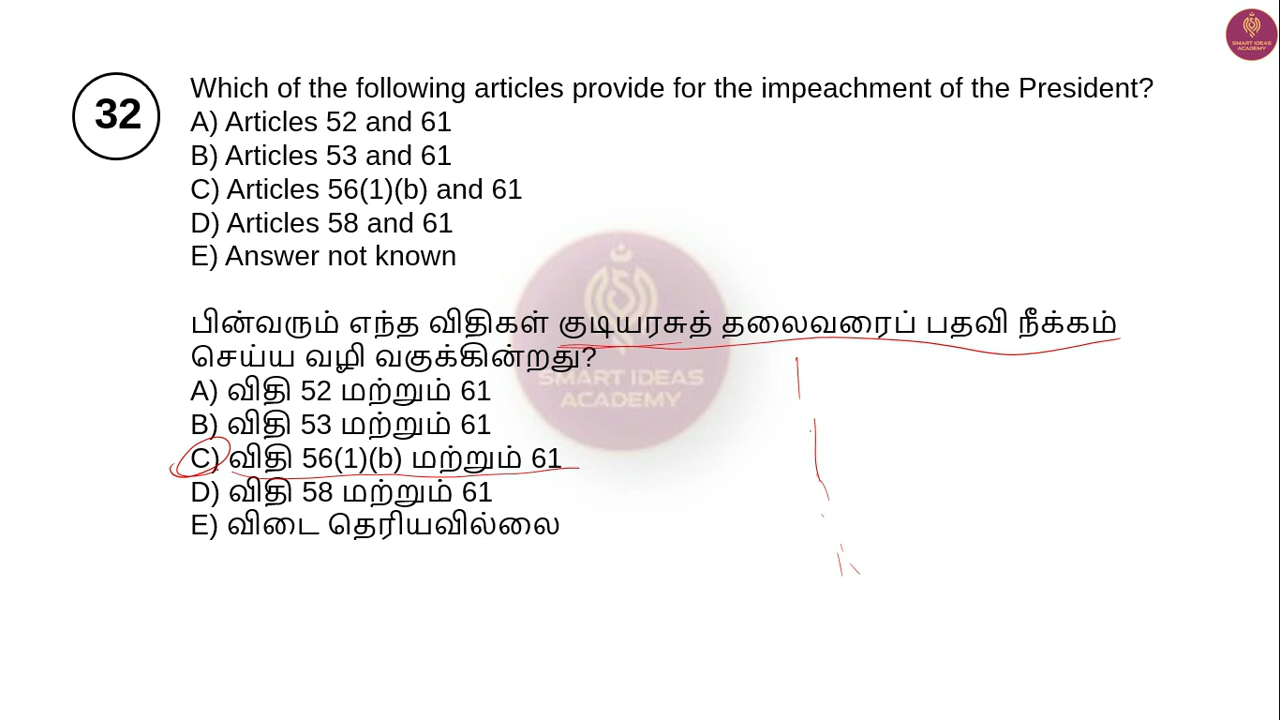 SMART IDEAS
ACADEMY
32
Which of the following articles provide for the impeachment of the President?
A) Articles 52 and 61
B) Articles 53 and 61
C) Articles 56(1)(b) and 61
D) Articles 58 and 61
E) Answer not known
பின்வரும் எந்த விதிகள் குடியரசுத் தலைவரைப் பதவி நீக்கம்
செய்ய வழி வகுக்கின்றது?
A) விதி 52 மற்றும் 61
B) விதி 53 மற்றும் 61
C) விதி 56(1)(b) மற்றும் 61
D) விதி 58 மற்றும் 61
E) விடை தெரியவில்லை
SMART IDEAS
ACADEMY